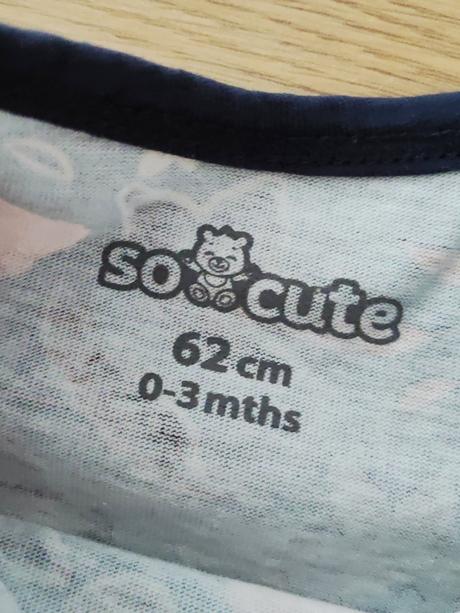 so cute
62 cm
0-3 mths